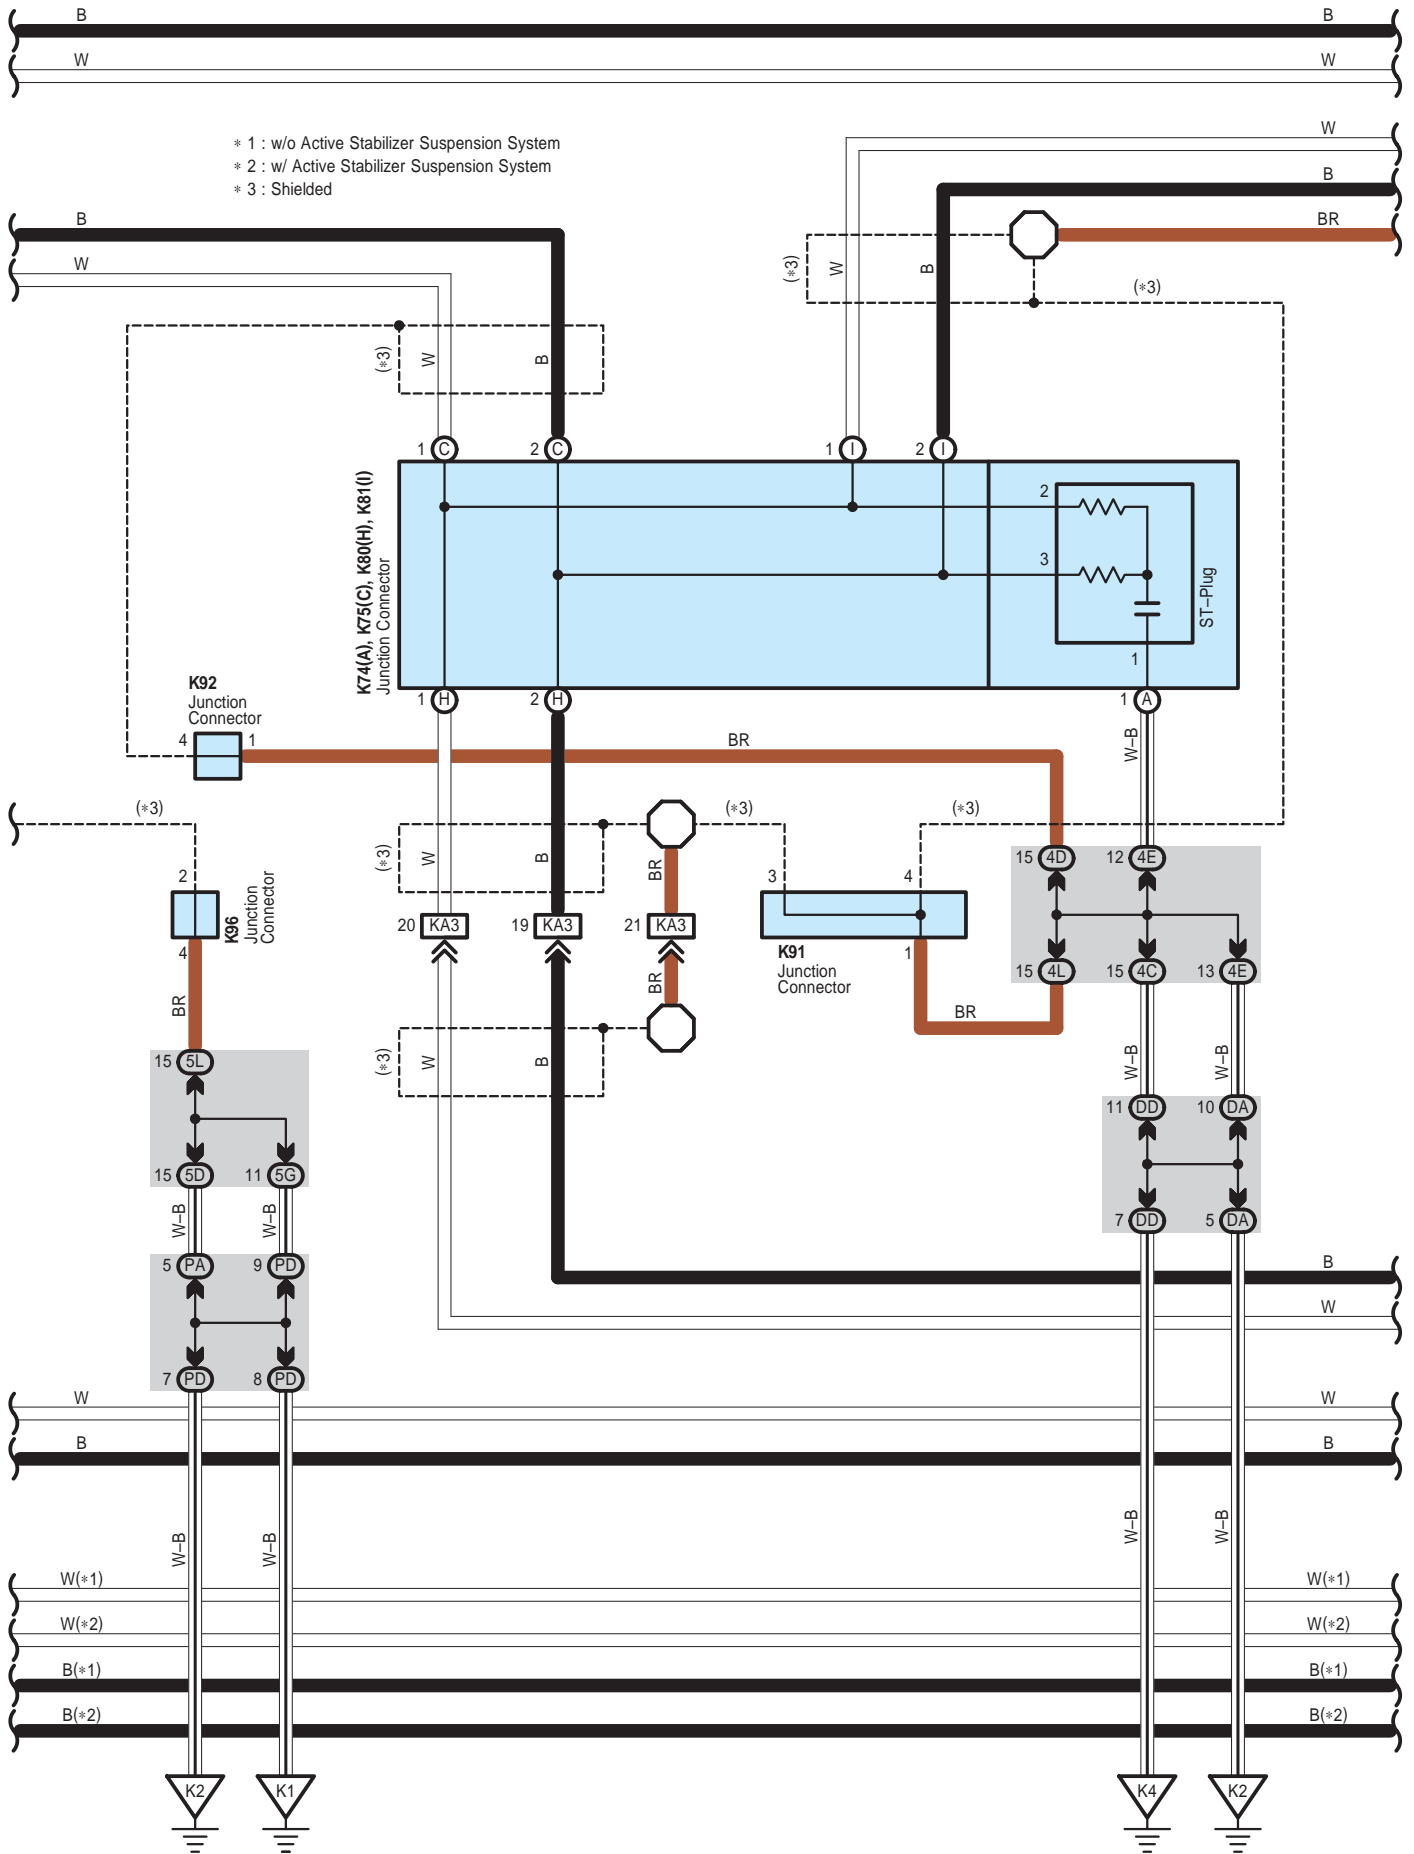 B B
W W
W
∗ 1 : w/o Active Stabilizer Suspension System
∗ 2 : w/ Active Stabilizer Suspension System
∗ 3 : Shielded
B
B BR
W
(∗3) W B
(∗3)
(∗3) W B
1 C 2 C 1 I 2 I
K74(A), K75(C), K80(H), K81(I)
Junction Connector
2
3
ST–Plug
1
K92
Junction
Connector
1 H 2 H 1 A
4 1 BR W–B
(∗3) (∗3) (∗3)
(∗3) W B BR
15 4D 12 4E
2 3 4
K96
Junction
Connector
20 KA3 19 KA3 21 KA3
4 K91 1
Junction
Connector
15 4L 15 4C 13 4E
BR BR BR
(∗3) W B W–B W–B
15 5L
11 DD 10 DA
15 5D 11 5G
W–B W–B 7 DD 5 DA
5 PA 9 PD B
W
7 PD 8 PD
W W
B B
W–B W–B W–B W–B
W(∗1) W(∗1)
W(∗2) W(∗2)
B(∗1) B(∗1)
B(∗2) B(∗2)
K2 K1 K4 K2